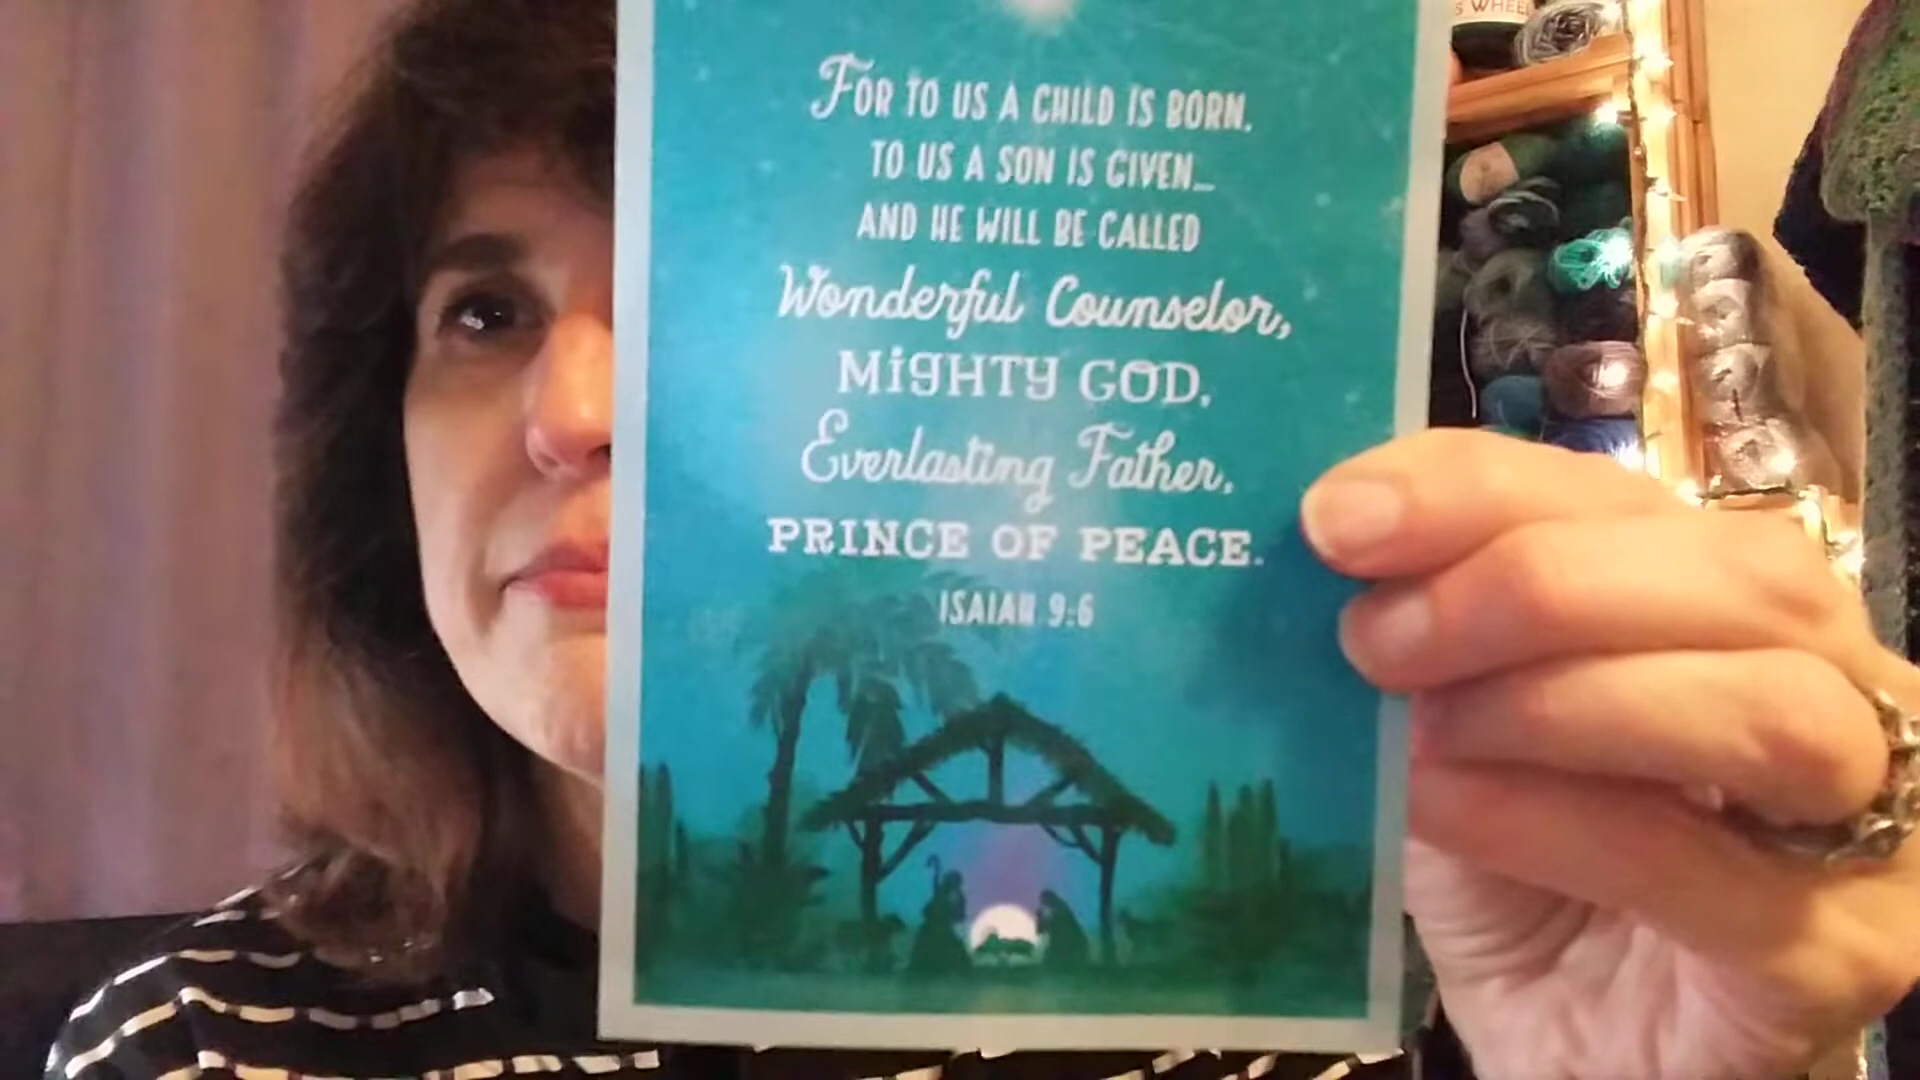 S WHEEL
FOR TO US A CHILD IS BORN,
TO US A SON IS GIVEN...
AND HE WILL BE CALLED
Wonderful Counselor,
MIGHTY GOD,
Everlasting Father,
PRINCE OF PEACE.
ISAIAH 9:6